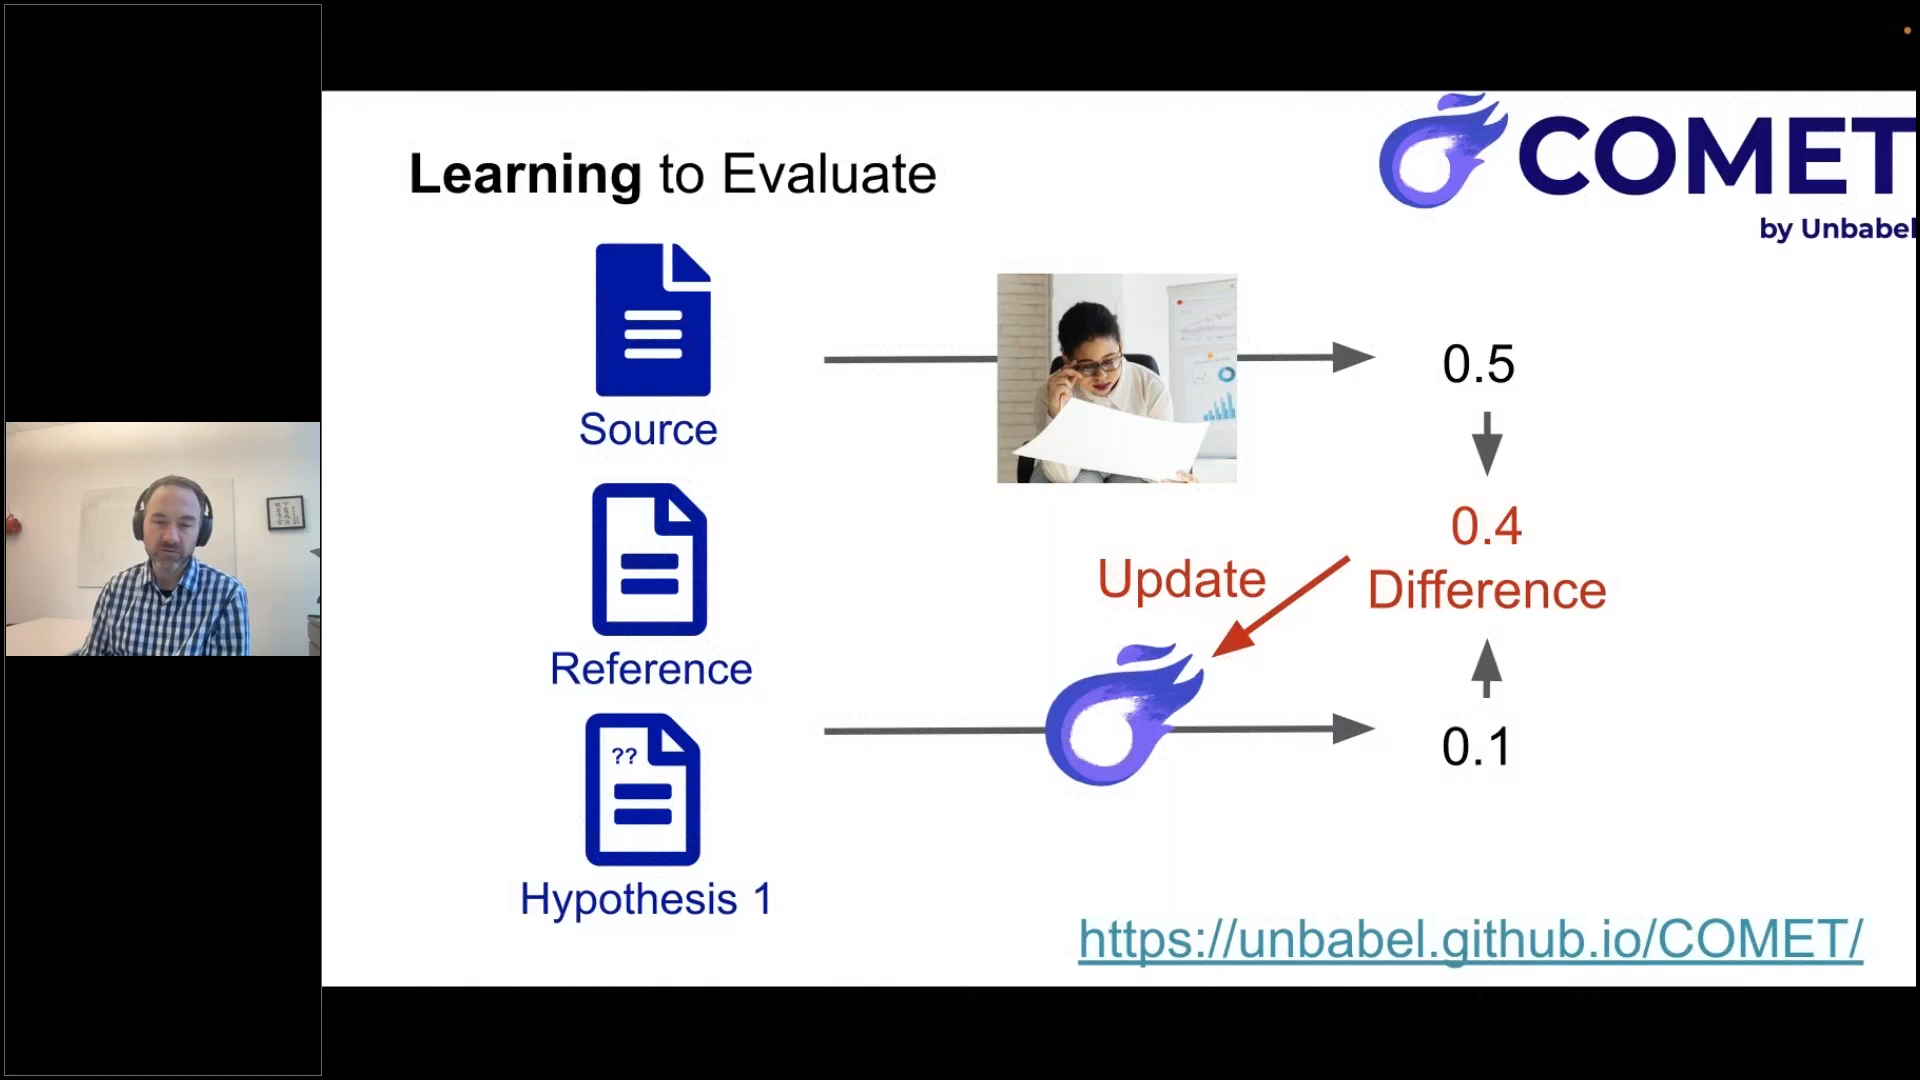 Learning to Evaluate
COMET
by Unbabel
Source
0.5
0.4
Update
Difference
Reference
0.1
??
Hypothesis 1
https://unbabel.github.io/COMET/